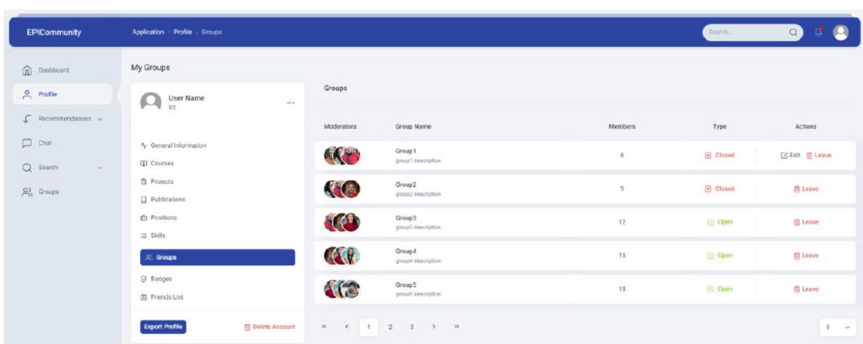 EPICommunity
Application Profile Groups
Search...
Dashboard
Profile
Recommendations
Chat
Search
Groups
My Groups
User Name
R1
...
General Information
Courses
Projects
Publications
Positions
Skills
Groups
Badges
Friends List
Export Profile
Delete Account
Groups
Moderators Group Name Members Type Actions
Group1 6 Closed Edit Leave
group1 description
Group2 9 Closed Leave
group2 description
Group3 12 Open Leave
group3 description
Group4 15 Open Leave
group4 description
Group5 18 Open Leave
group5 description
« < 1 2 3 > »
5